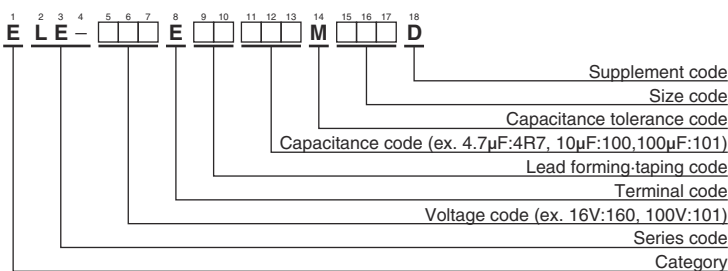 1 2 3 4 5 6 7 8 9 10 11 12 13 14 15 16 17 18
E L E – E M D
Supplement code
Size code
Capacitance tolerance code
Capacitance code (ex. 4.7μF:4R7, 10μF:100,100μF:101)
Lead forming·taping code
Terminal code
Voltage code (ex. 16V:160, 100V:101)
Series code
Category